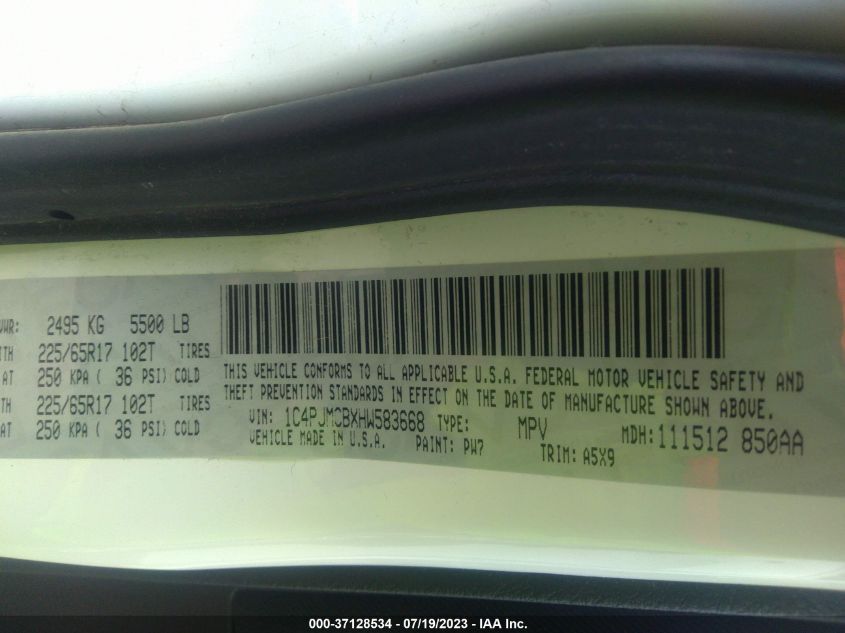 VWR: 2495 KG 5500 LB
ITH 225/65R17 102T TIRES
AT 250 KPA ( 36 PSI) COLD
ITH 225/65R17 102T TIRES
AT 250 KPA ( 36 PSI) COLD
THIS VEHICLE CONFORMS TO ALL APPLICABLE U.S.A. FEDERAL MOTOR VEHICLE SAFETY AND
THEFT PREVENTION STANDARDS IN EFFECT ON THE DATE OF MANUFACTURE SHOWN ABOVE.
VIN: 1C4PJMCBXHW583668 TYPE: MPV MDH: 111512 850AA
VEHICLE MADE IN U.S.A. PAINT: PW7 TRIM: A5X9
000-37128534 / 07/19/2023 - IAA Inc.